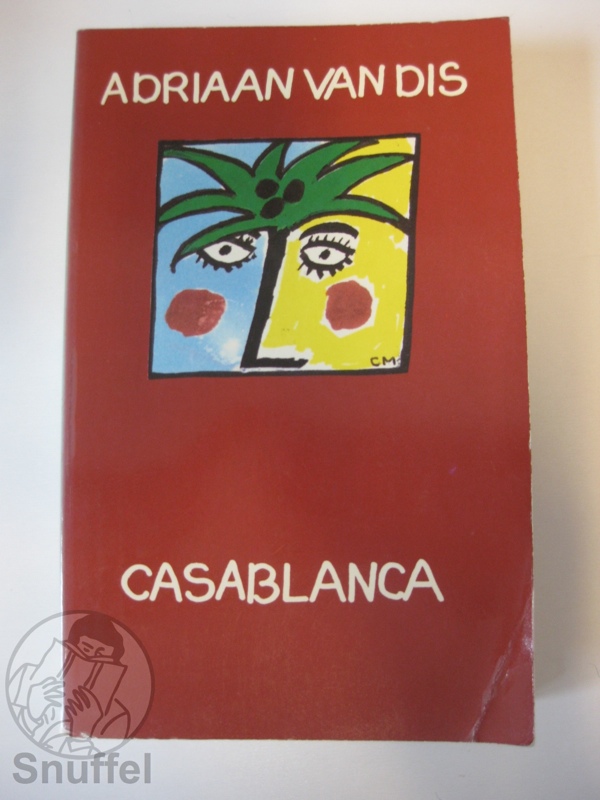 ADRIAAN VAN DIS
CM
CASABLANCA
Snuffel